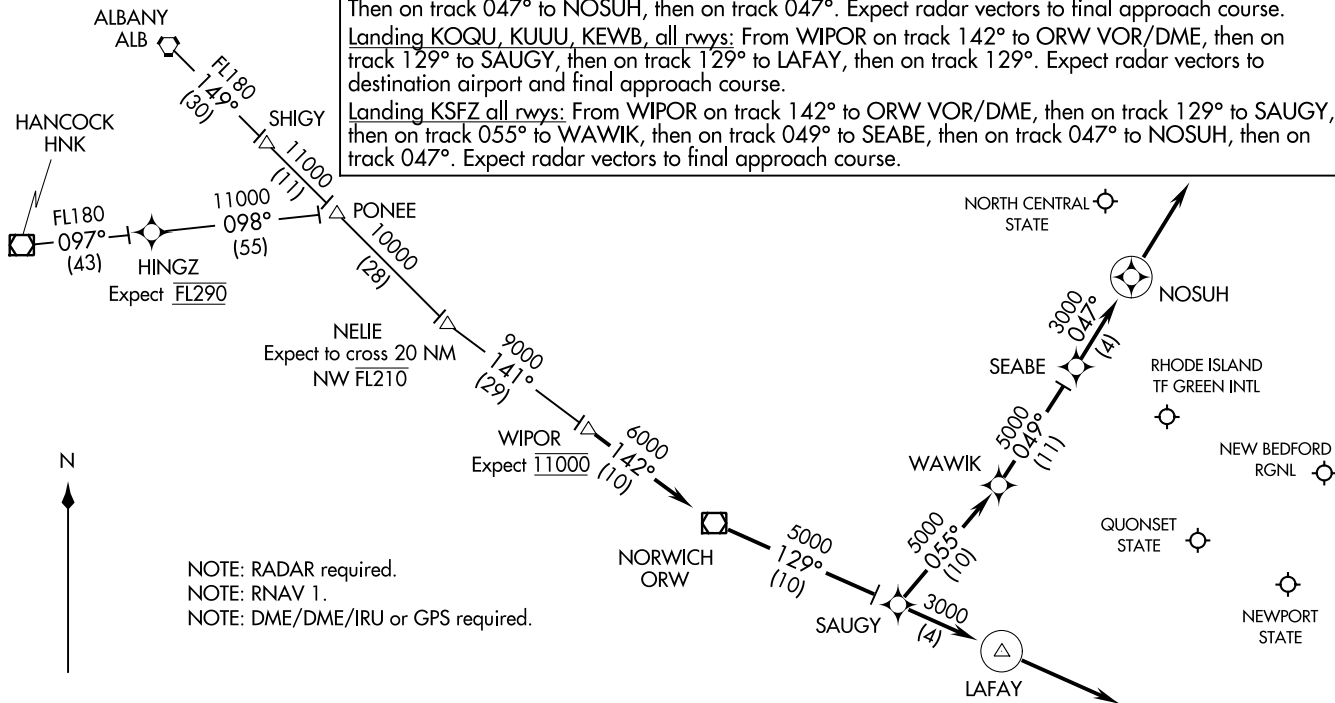 Then on track 047° to NOSUH, then on track 047°. Expect radar vectors to final approach course.
Landing KOQU, KUUU, KEWB, all rwys: From WIPOR on track 142° to ORW VOR/DME, then on
track 129° to SAUGY, then on track 129° to LAFAY, then on track 129°. Expect radar vectors to
destination airport and final approach course.
Landing KSFZ all rwys: From WIPOR on track 142° to ORW VOR/DME, then on track 129° to SAUGY,
then on track 055° to WAWIK, then on track 049° to SEABE, then on track 047° to NOSUH, then on
track 047°. Expect radar vectors to final approach course.
ALBANY
ALB
FL180
149°
(30)
SHIGY
11000
(11)
HANCOCK
HNK
FL180
097°
(43)
HINGZ
Expect FL290
11000
098°
(55)
PONEE
10000
(28)
NELIE
Expect to cross 20 NM
NW FL210
9000
141°
(29)
WIPOR
Expect 11000
6000
142°
(10)
NORWICH
ORW
5000
129°
(10)
SAUGY
3000
(4)
LAFAY
5000
055°
(10)
WAWIK
5000
049°
(11)
SEABE
3000
047°
(4)
NOSUH
NORTH CENTRAL
STATE
RHODE ISLAND
TF GREEN INTL
NEW BEDFORD
RGNL
QUONSET
STATE
NEWPORT
STATE
N
NOTE: RADAR required.
NOTE: RNAV 1.
NOTE: DME/DME/IRU or GPS required.